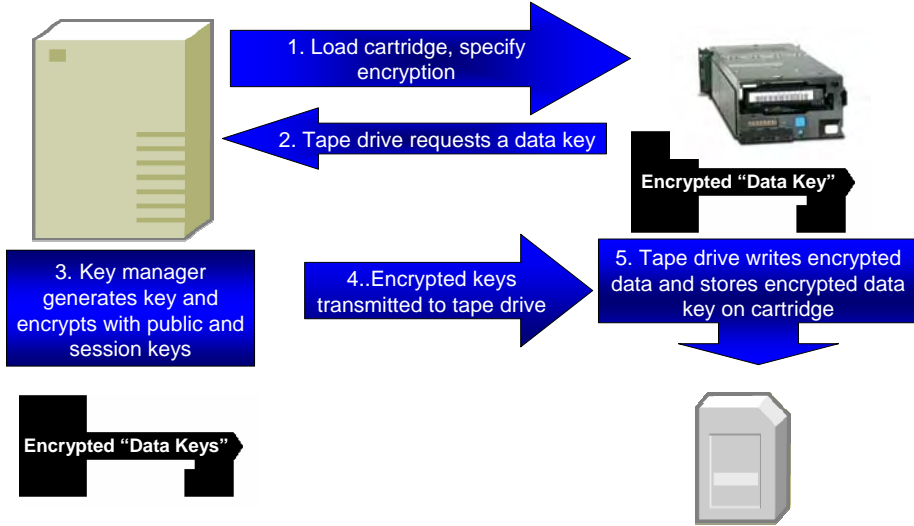 1. Load cartridge, specify
encryption
2. Tape drive requests a data key
Encrypted “Data Key”
3. Key manager
generates key and
encrypts with public and
session keys
4..Encrypted keys
transmitted to tape drive
5. Tape drive writes encrypted
data and stores encrypted data
key on cartridge
Encrypted “Data Keys”